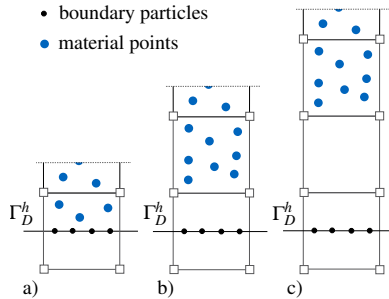 boundary particles
material points
Γ_D^h
Γ_D^h
Γ_D^h
a)
b)
c)